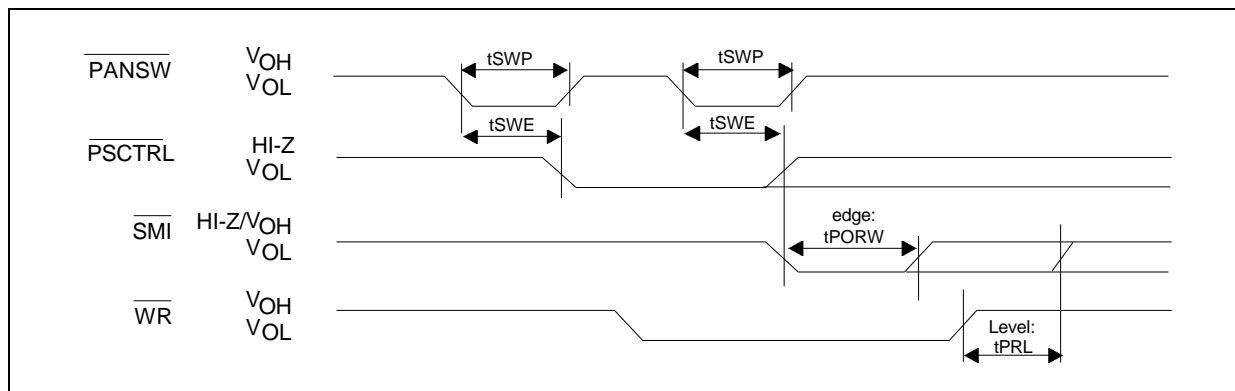 PANSW VOH
VOL
tSWP tSWP
tSWE tSWE
PSCTRL HI-Z
VOL
SMI HI-Z/VOH
VOL
edge:
tPORW
WR VOH
VOL
Level:
tPRL